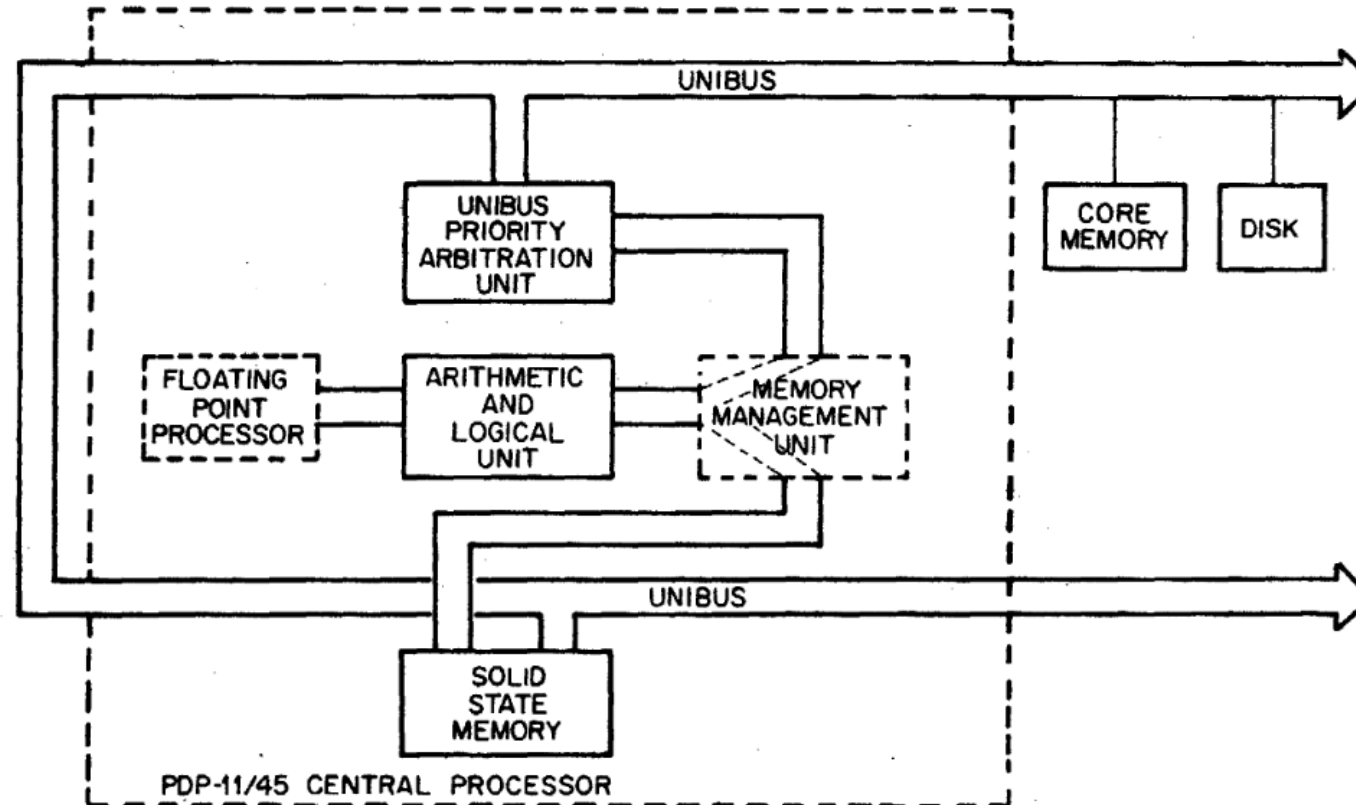 UNIBUS
UNIBUS
PRIORITY
ARBITRATION
UNIT
CORE
MEMORY
DISK
FLOATING
POINT
PROCESSOR
ARITHMETIC
AND
LOGICAL
UNIT
MEMORY
MANAGEMENT
UNIT
UNIBUS
SOLID
STATE
MEMORY
PDP-11/45 CENTRAL PROCESSOR